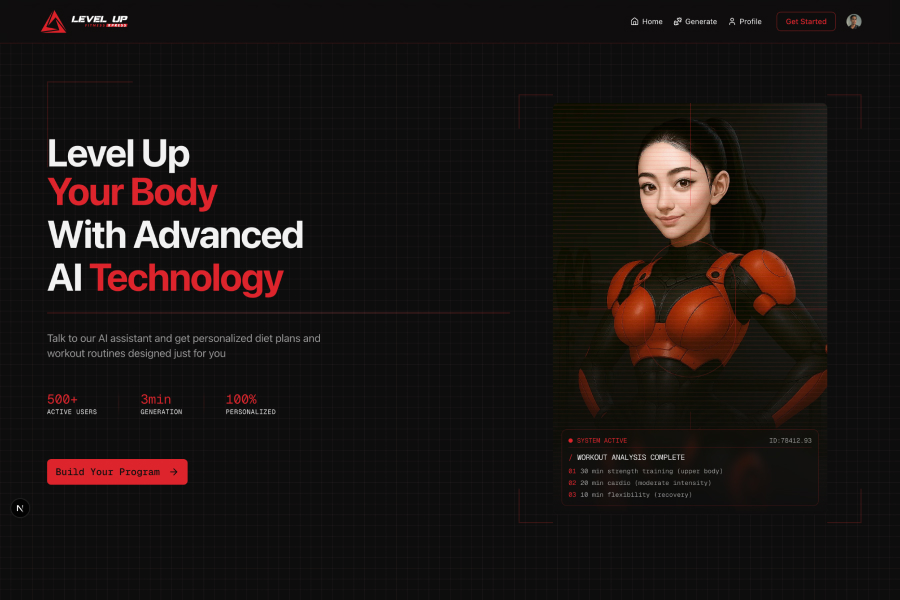 LEVEL UP
FITNESS XPRESS
Home
Generate
Profile
Get Started
Level Up
Your Body
With Advanced
AI Technology
Talk to our AI assistant and get personalized diet plans and
workout routines designed just for you
500+
ACTIVE USERS
3min
GENERATION
100%
PERSONALIZED
Build Your Program →
N
SYSTEM ACTIVE
ID:78412.93
/ WORKOUT ANALYSIS COMPLETE
01 30 min strength training (upper body)
02 20 min cardio (moderate intensity)
03 10 min flexibility (recovery)